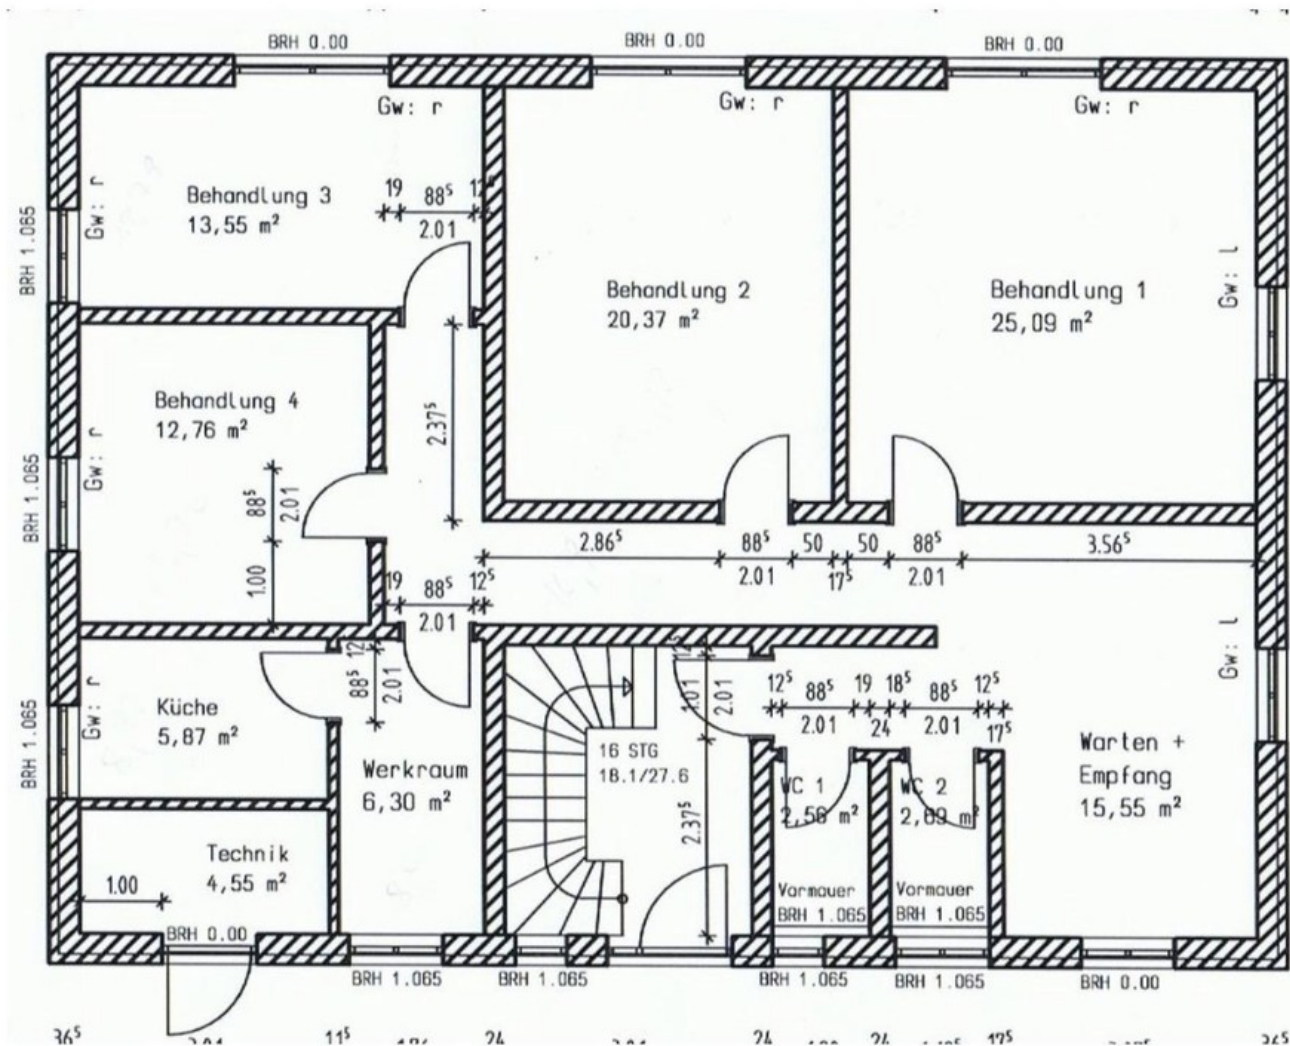 BRH 0.00
BRH 0.00
BRH 0.00
Gw: r
Gw: r
Gw: r
Gw: r
BRH 1.065
Behandlung 3
13,55 m²
19
88⁵
2.01
Behandlung 2
20,37 m²
Behandlung 1
25,09 m²
Gw: l
Behandlung 4
12,76 m²
Gw: r
BRH 1.065
2.37⁵
88⁵
2.01
1.00
2.86⁵
88⁵
2.01
50
17⁵
50
88⁵
2.01
3.56⁵
19
88⁵
2.01
12⁵
Küche
5,87 m²
Gw: r
BRH 1.065
88⁵
2.01
Werkraum
6,30 m²
16 STG
18.1/27.6
12⁵
1.01
2.01
2.37⁵
12⁵
88⁵
2.01
19
24
18⁵
88⁵
2.01
12⁵
17⁵
Gw: l
Warten +
Empfang
15,55 m²
WC 1
WC 2
Technik
4,55 m²
1.00
BRH 0.00
Vormauer
BRH 1.065
Vormauer
BRH 1.065
BRH 1.065
BRH 1.065
BRH 1.065
BRH 1.065
BRH 0.00
36⁵
11⁵
24
24
24
17⁵
36⁵